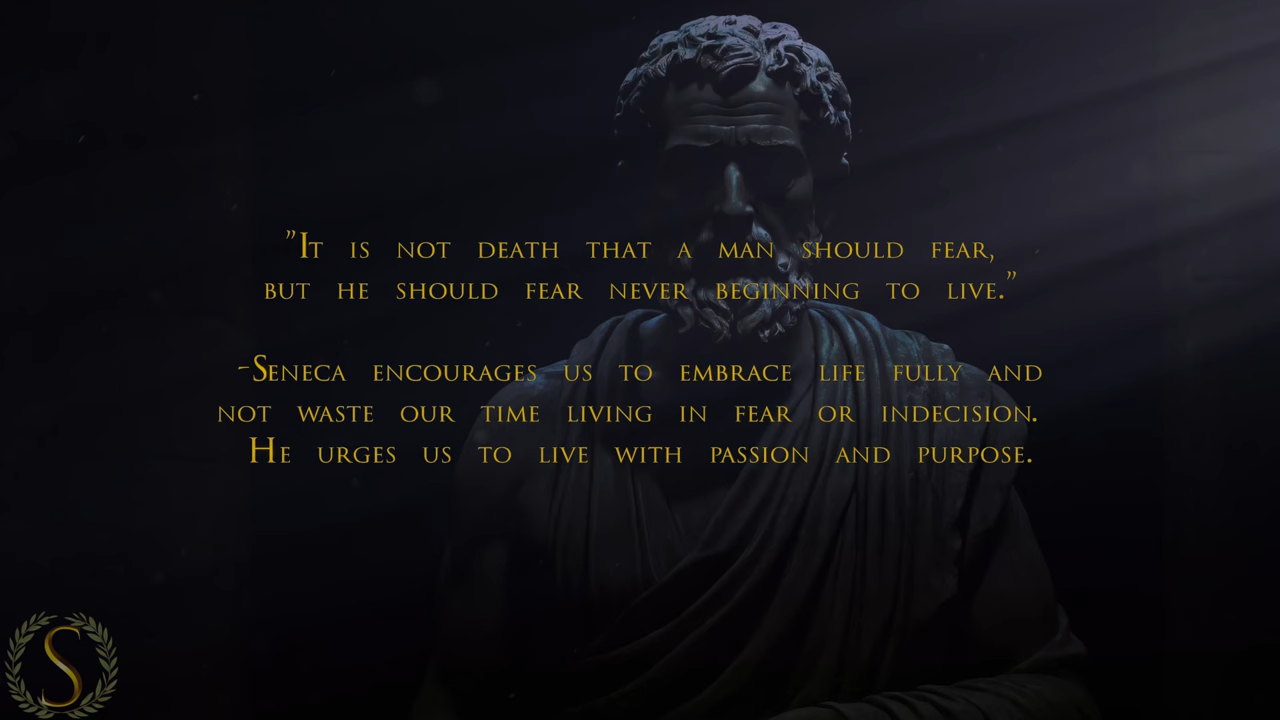 ”It is not death that a man should fear,
but he should fear never beginning to live.”
-Seneca encourages us to embrace life fully and
not waste our time living in fear or indecision.
He urges us to live with passion and purpose.
S